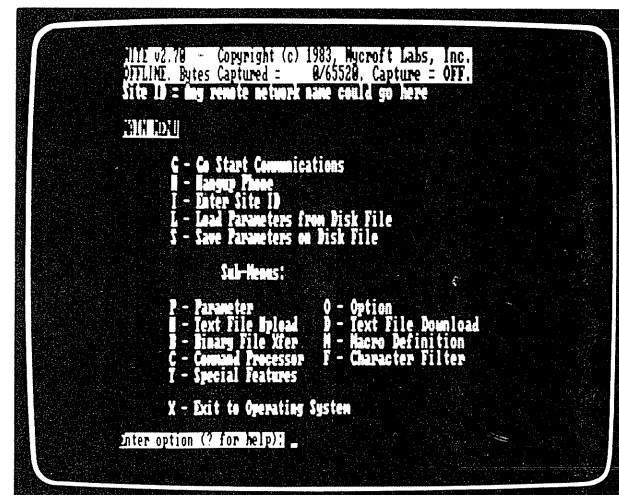 MITE v2.70 - Copyright (c) 1983, Mycroft Labs, Inc.
OFFLINE. Bytes Captured = 0/65520. Capture = OFF.
Site ID = Any remote network name could go here
MAIN MENU
G - Go Start Communications
H - Hangup Phone
I - Enter Site ID
L - Load Parameters from Disk File
S - Save Parameters on Disk File
Sub-Menus:
P - Parameter O - Option
U - Text File Upload D - Text File Download
B - Binary File Xfer M - Macro Definition
C - Command Processor F - Character Filter
Y - Special Features
X - Exit to Operating System
Enter option (? for help): _